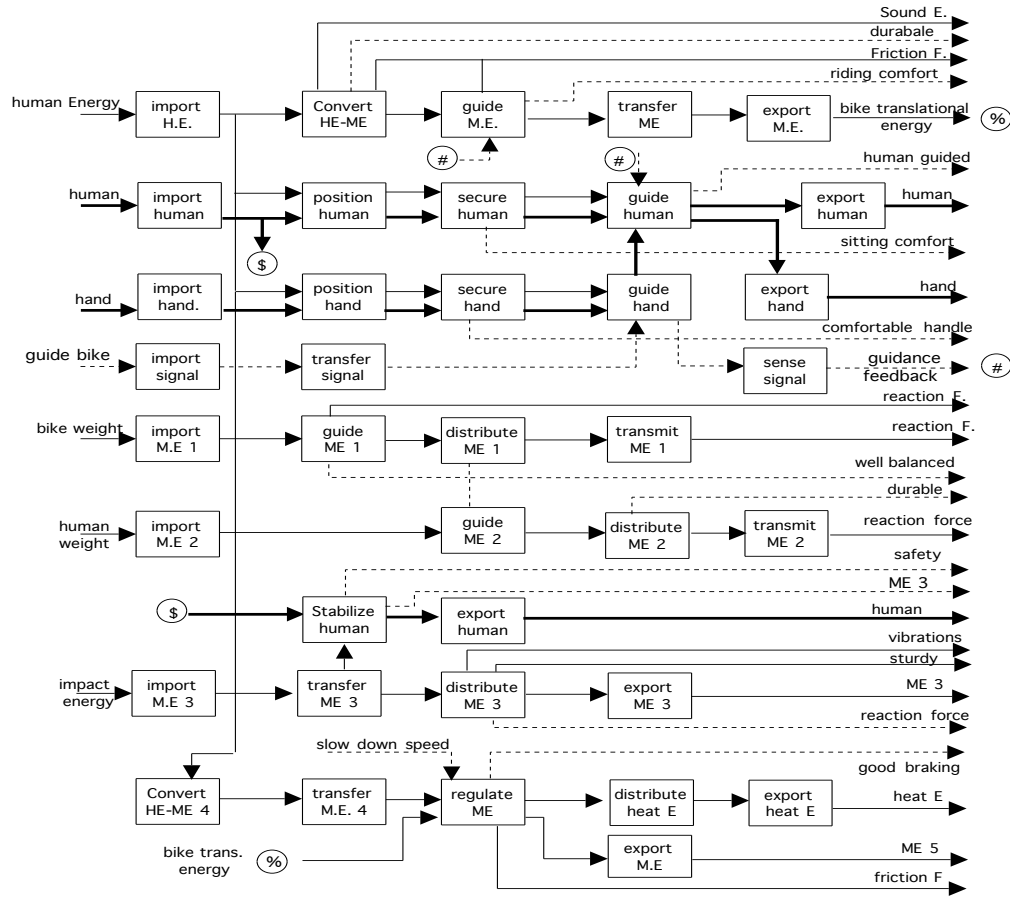 Sound E.
durabale
Friction F.
riding comfort
human Energy
import
H.E.
Convert
HE-ME
guide
M.E.
transfer
ME
export
M.E.
bike translational
energy
%
#
#
human guided
human
import
human
position
human
secure
human
guide
human
export
human
human
$
sitting comfort
hand
import
hand.
position
hand
secure
hand
guide
hand
export
hand
hand
comfortable handle
guide bike
import
signal
transfer
signal
sense
signal
guidance
feedback
#
reaction F.
bike weight
import
M.E 1
guide
ME 1
distribute
ME 1
transmit
ME 1
reaction F.
well balanced
durable
human
weight
import
M.E 2
guide
ME 2
distribute
ME 2
transmit
ME 2
reaction force
safety
ME 3
$
Stabilize
human
export
human
human
vibrations
sturdy
impact
energy
import
M.E 3
transfer
ME 3
distribute
ME 3
export
M.E 3
ME 3
reaction force
slow down speed
good braking
Convert
HE-ME 4
transfer
M.E. 4
regulate
ME
distribute
heat E
export
heat E
heat E
bike trans.
energy
%
export
M.E
ME 5
friction F